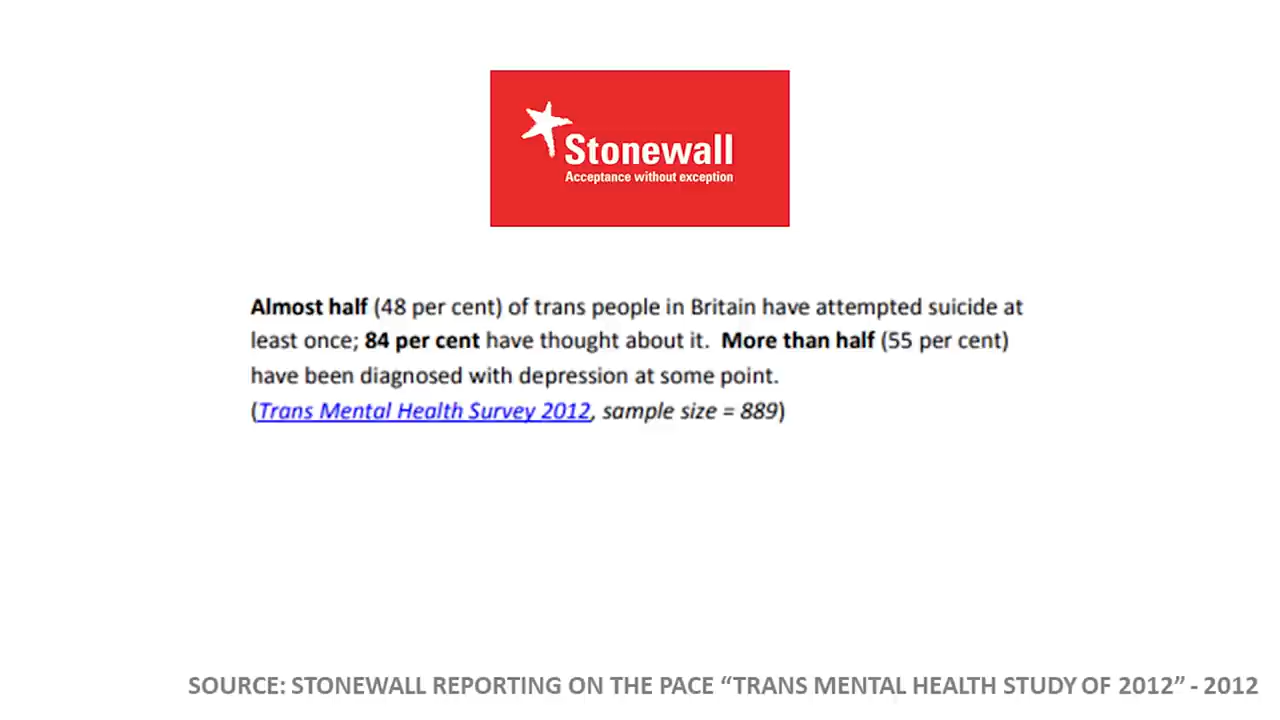 Stonewall
Acceptance without exception
Almost half (48 per cent) of trans people in Britain have attempted suicide at
least once; 84 per cent have thought about it.  More than half (55 per cent)
have been diagnosed with depression at some point.
(Trans Mental Health Survey 2012, sample size = 889)
SOURCE: STONEWALL REPORTING ON THE PACE “TRANS MENTAL HEALTH STUDY OF 2012” - 2012